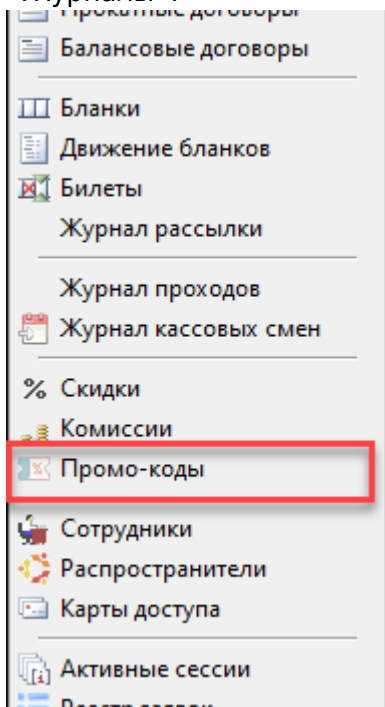 Балансовые договоры
Бланки
Движение бланков
Билеты
Журнал рассылки
Журнал проходов
Журнал кассовых смен
% Скидки
Комиссии
Промо-коды
Сотрудники
Распространители
Карты доступа
Активные сессии